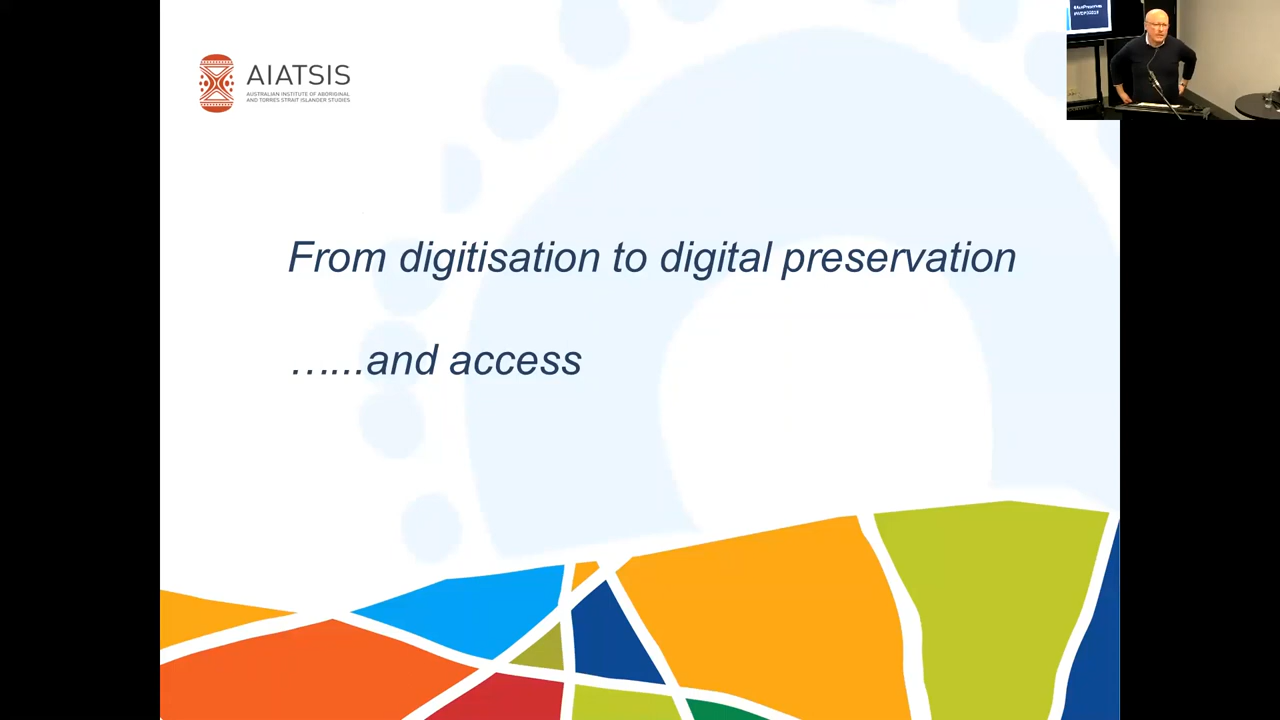 AIATSIS
AUSTRALIAN INSTITUTE OF ABORIGINAL
AND TORRES STRAIT ISLANDER STUDIES
From digitisation to digital preservation
…...and access